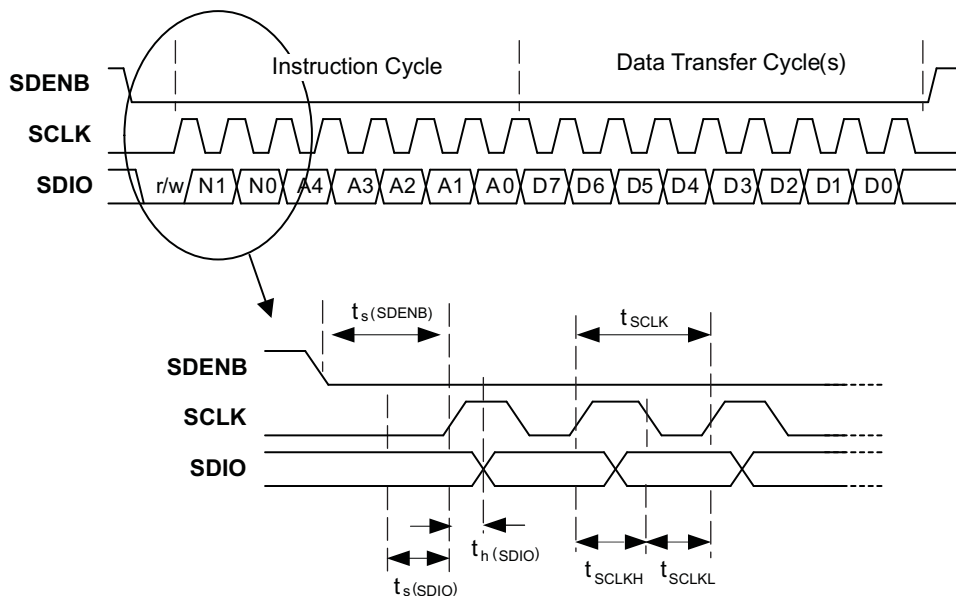 Instruction Cycle
Data Transfer Cycle(s)
SDENB
SCLK
SDIO
r/w N1 N0 A4 A3 A2 A1 A0 D7 D6 D5 D4 D3 D2 D1 D0
ts(SDENB)
tSCLK
SDENB
SCLK
SDIO
th(SDIO)
ts(SDIO)
tSCLKH
tSCLKL